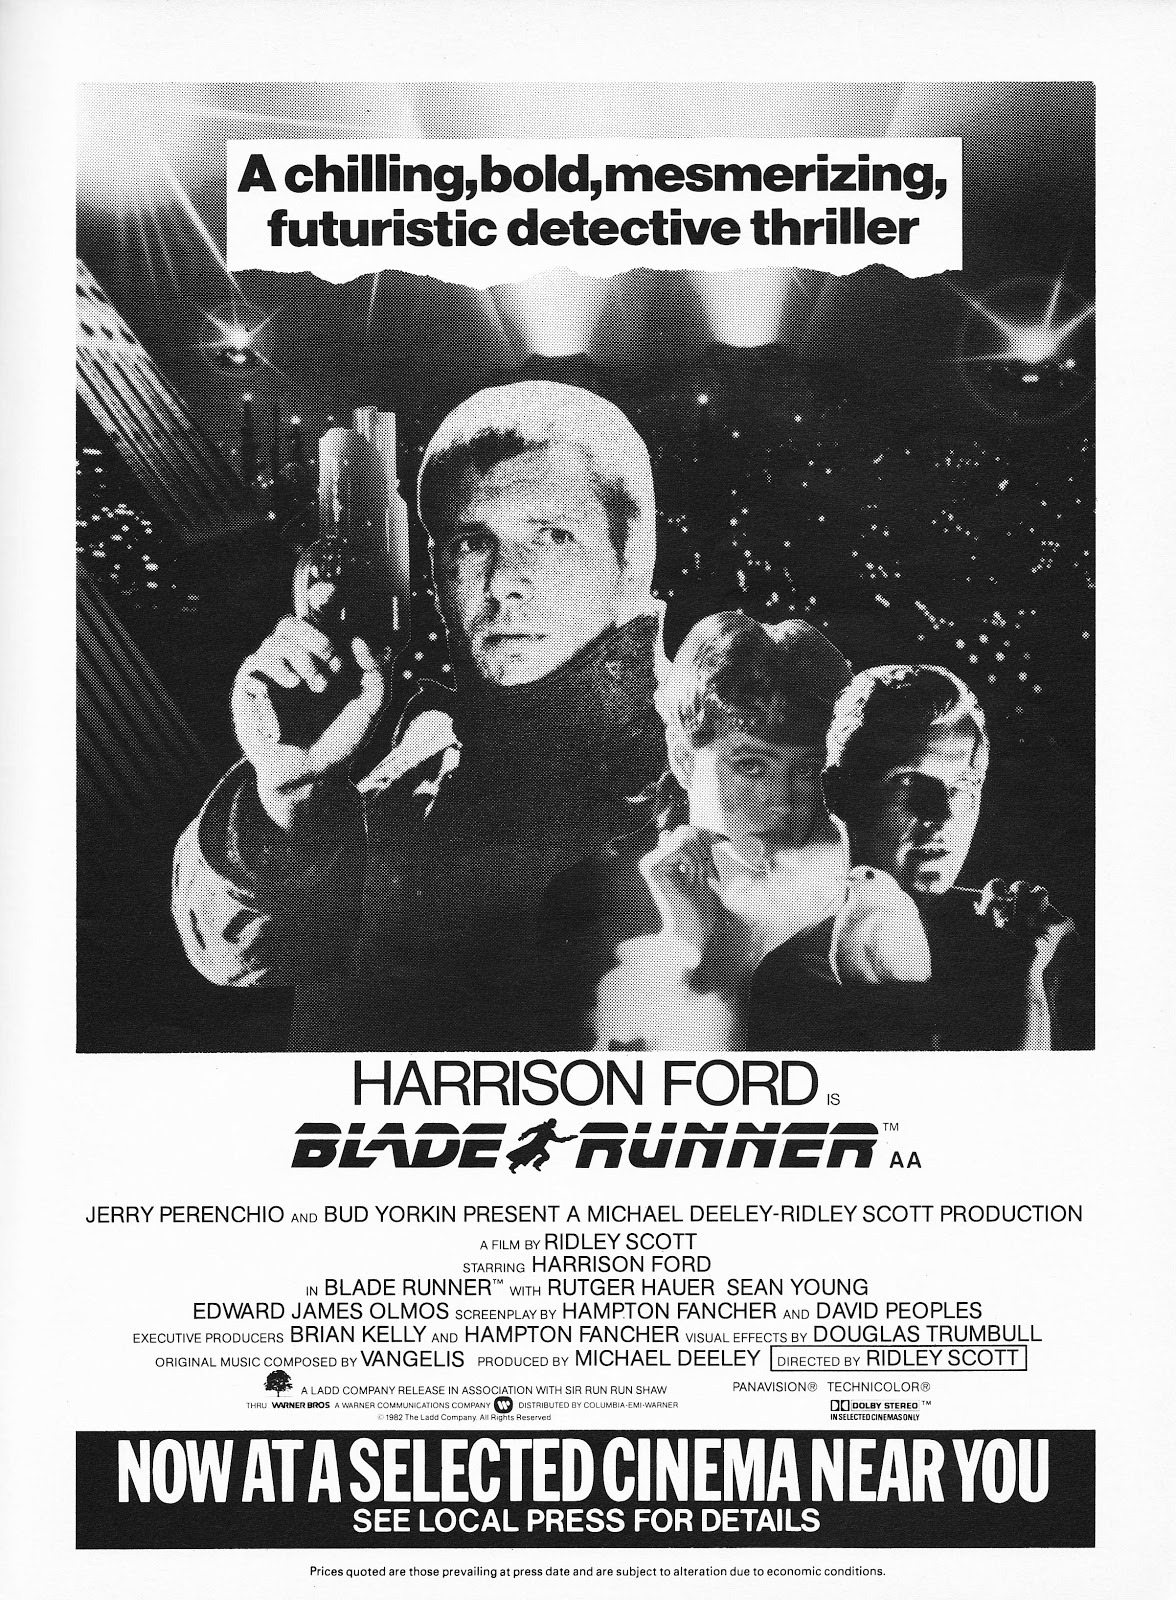 A chilling,bold,mesmerizing,
futuristic detective thriller
HARRISON FORD IS
BLADE RUNNER™ AA
JERRY PERENCHIO AND BUD YORKIN PRESENT A MICHAEL DEELEY-RIDLEY SCOTT PRODUCTION
A FILM BY RIDLEY SCOTT
STARRING HARRISON FORD
IN BLADE RUNNER™ WITH RUTGER HAUER SEAN YOUNG
EDWARD JAMES OLMOS SCREENPLAY BY HAMPTON FANCHER AND DAVID PEOPLES
EXECUTIVE PRODUCERS BRIAN KELLY AND HAMPTON FANCHER VISUAL EFFECTS BY DOUGLAS TRUMBULL
ORIGINAL MUSIC COMPOSED BY VANGELIS PRODUCED BY MICHAEL DEELEY DIRECTED BY RIDLEY SCOTT
A LADD COMPANY RELEASE IN ASSOCIATION WITH SIR RUN RUN SHAW
THRU WARNER BROS A WARNER COMMUNICATIONS COMPANY DISTRIBUTED BY COLUMBIA-EMI-WARNER
© 1982 The Ladd Company. All Rights Reserved
PANAVISION® TECHNICOLOR®
DOLBY STEREO ™
IN SELECTED CINEMAS ONLY
NOW AT A SELECTED CINEMA NEAR YOU
SEE LOCAL PRESS FOR DETAILS
Prices quoted are those prevailing at press date and are subject to alteration due to economic conditions.